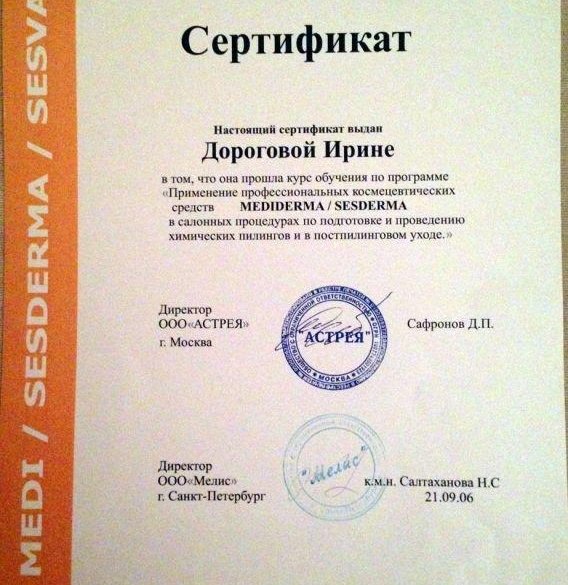 MEDI / SESDERMA / SESVA
Сертификат
Настоящий сертификат выдан
Дороговой Ирине
в том, что она прошла курс обучения по программе
«Применение профессиональных космецевтических
средств MEDIDERMA / SESDERMA
в салонных процедурах по подготовке и проведению
химических пилингов и в постпилинговом уходе.»
Директор
ООО«АСТРЕЯ» Сафронов Д.П.
г. Москва
"АСТРЕЯ"
МОСКВА
Директор
ООО«Мелис» к.м.н. Салтаханова Н.С
г. Санкт-Петербург 21.09.06
"Мелис"